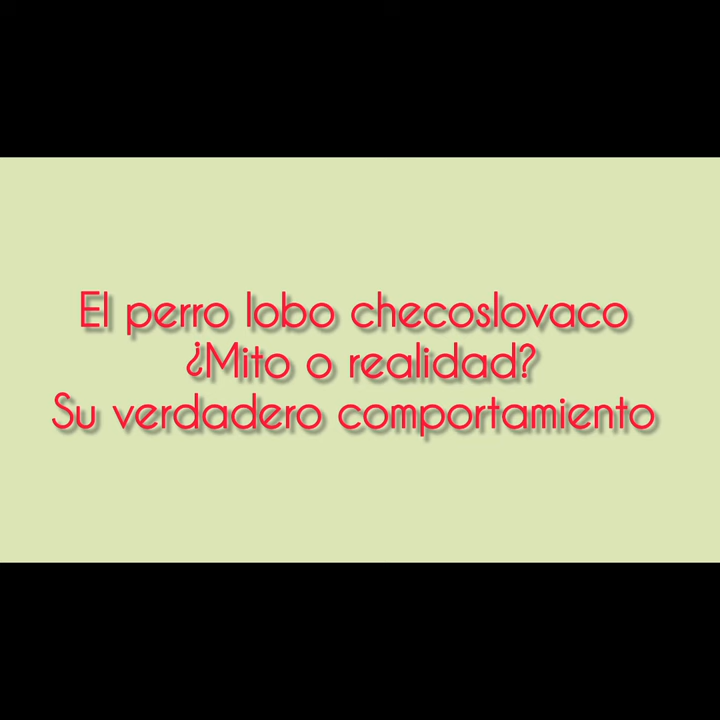 El perro lobo checoslovaco
¿Mito o realidad?
Su verdadero comportamiento